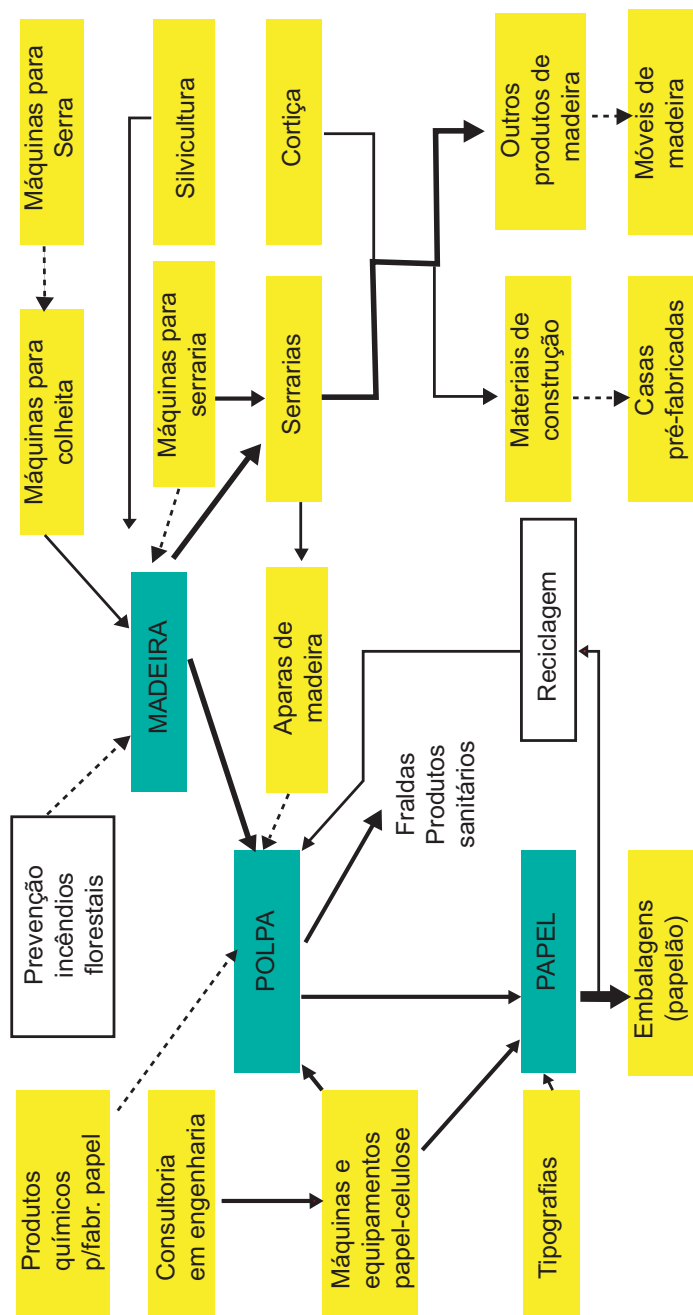 Produtos
químicos
p/fabr. papel
Prevenção
incêndios
florestais
Máquinas para
colheita
Máquinas para
Serra
Consultoria
em engenharia
MADEIRA
Máquinas para
serraria
Silvicultura
POLPA
Aparas de
madeira
Serrarias
Cortiça
Máquinas e
equipamentos
papel-celulose
Fraldas
Produtos
sanitários
Tipografias
PAPEL
Reciclagem
Materiais de
construção
Outros
produtos de
madeira
Embalagens
(papelão)
Casas
pré-fabricadas
Móveis de
madeira